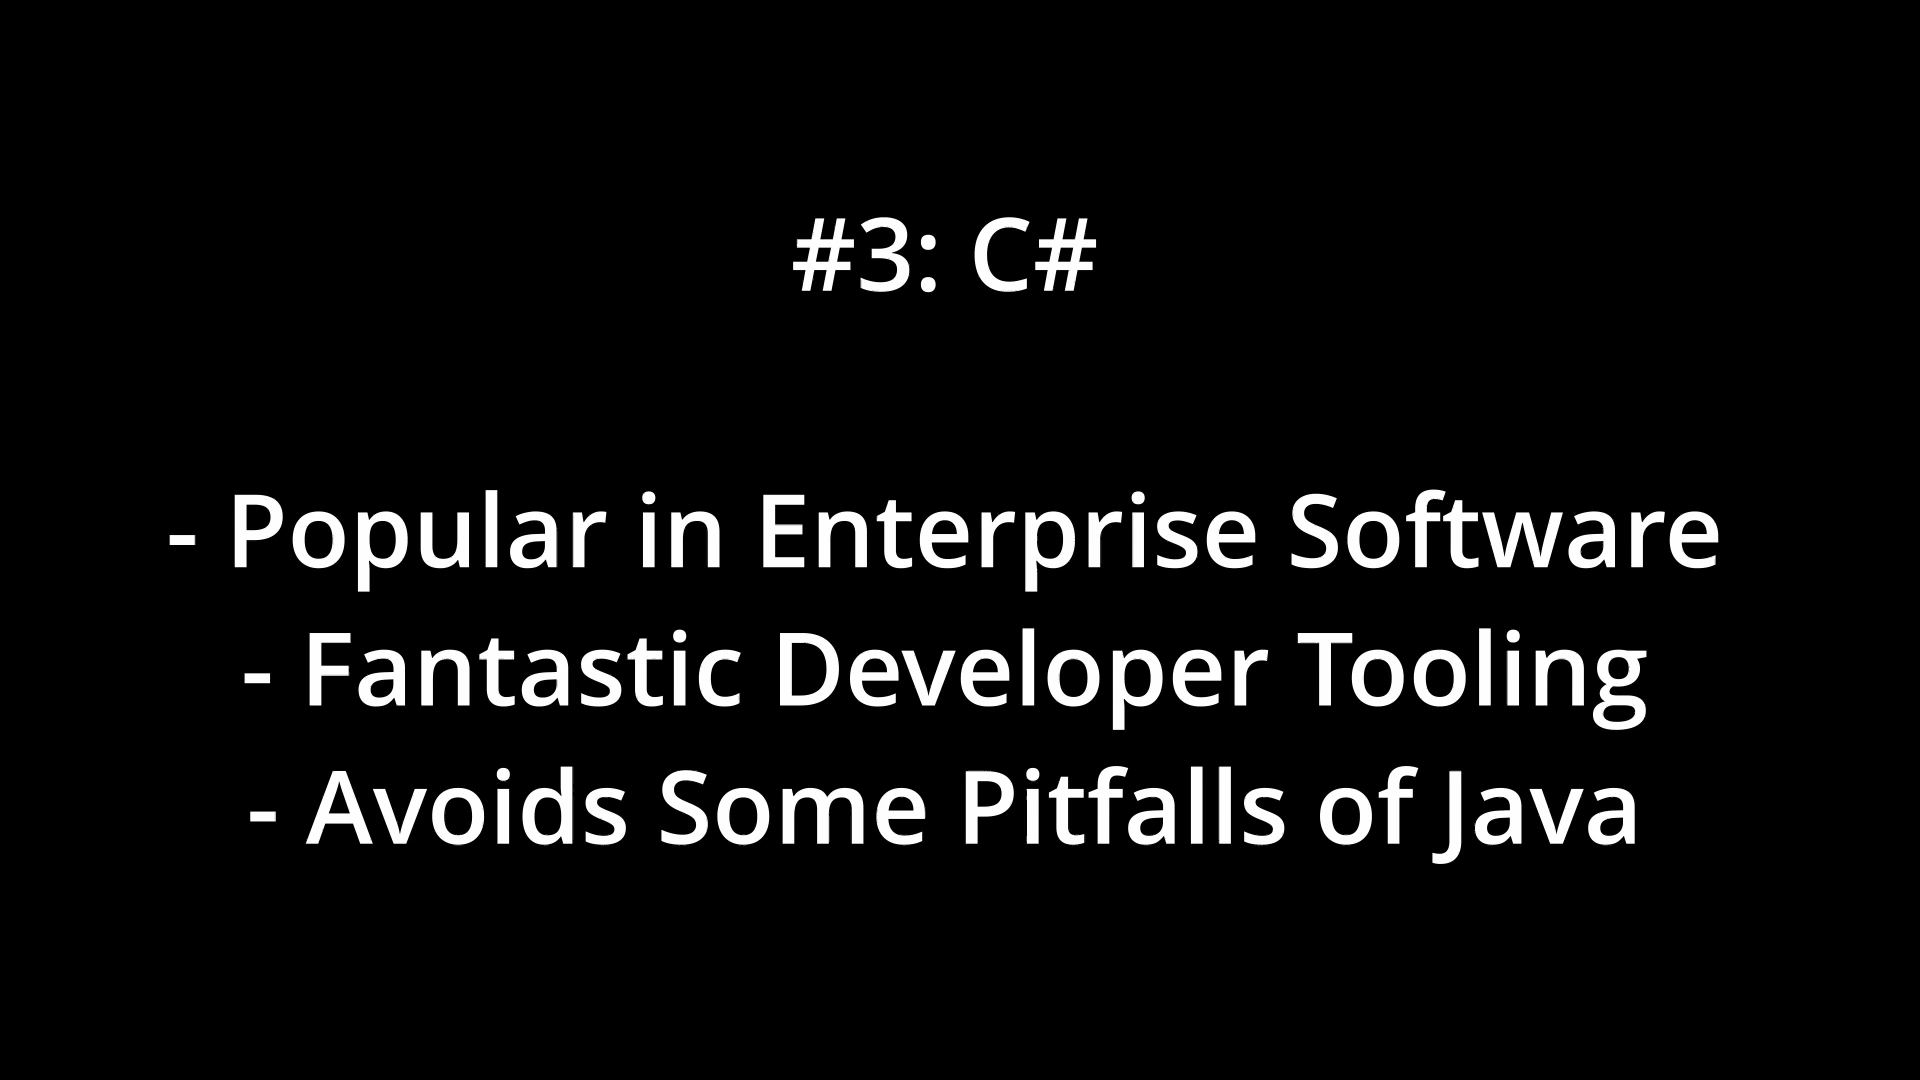 #3: C#
- Popular in Enterprise Software
- Fantastic Developer Tooling
- Avoids Some Pitfalls of Java